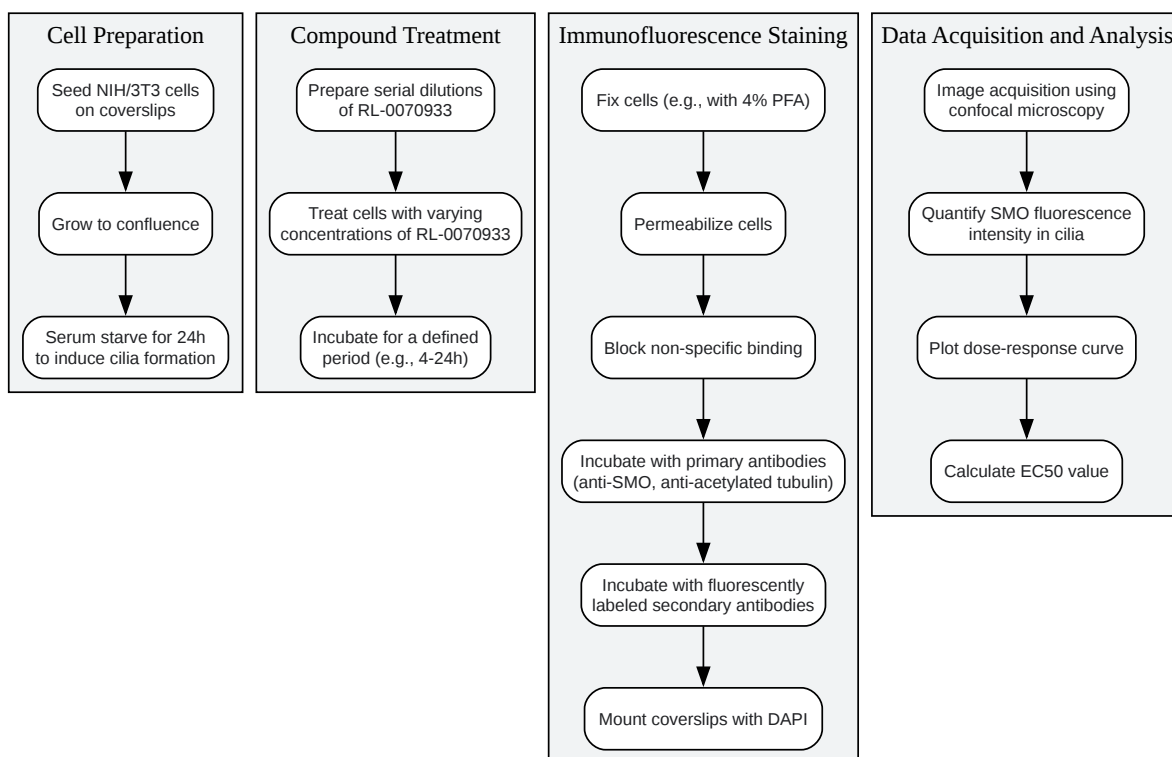 Cell Preparation
Seed NIH/3T3 cells
on coverslips
Grow to confluence
Serum starve for 24h
to induce cilia formation
Compound Treatment
Prepare serial dilutions
of RL-0070933
Treat cells with varying
concentrations of RL-0070933
Incubate for a defined
period (e.g., 4-24h)
Immunofluorescence Staining
Fix cells (e.g., with 4% PFA)
Permeabilize cells
Block non-specific binding
Incubate with primary antibodies
(anti-SMO, anti-acetylated tubulin)
Incubate with fluorescently
labeled secondary antibodies
Mount coverslips with DAPI
Data Acquisition and Analysis
Image acquisition using
confocal microscopy
Quantify SMO fluorescence
intensity in cilia
Plot dose-response curve
Calculate EC50 value